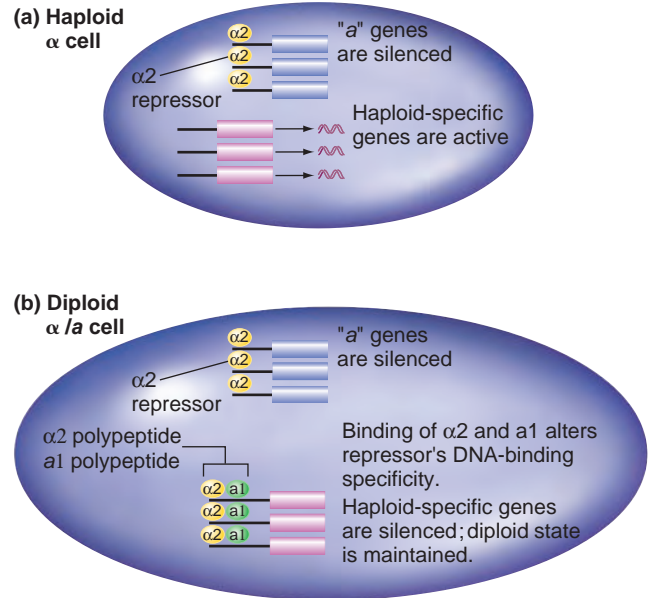 (a) Haploid
α cell
α2
α2
α2
α2
repressor
"a" genes
are silenced
Haploid-specific
genes are active
(b) Diploid
α /a cell
α2
α2
α2
α2
repressor
"a" genes
are silenced
α2 polypeptide
a1 polypeptide
α2 a1
α2 a1
α2 a1
Binding of α2 and a1 alters
repressor's DNA-binding
specificity.
Haploid-specific genes
are silenced; diploid state
is maintained.